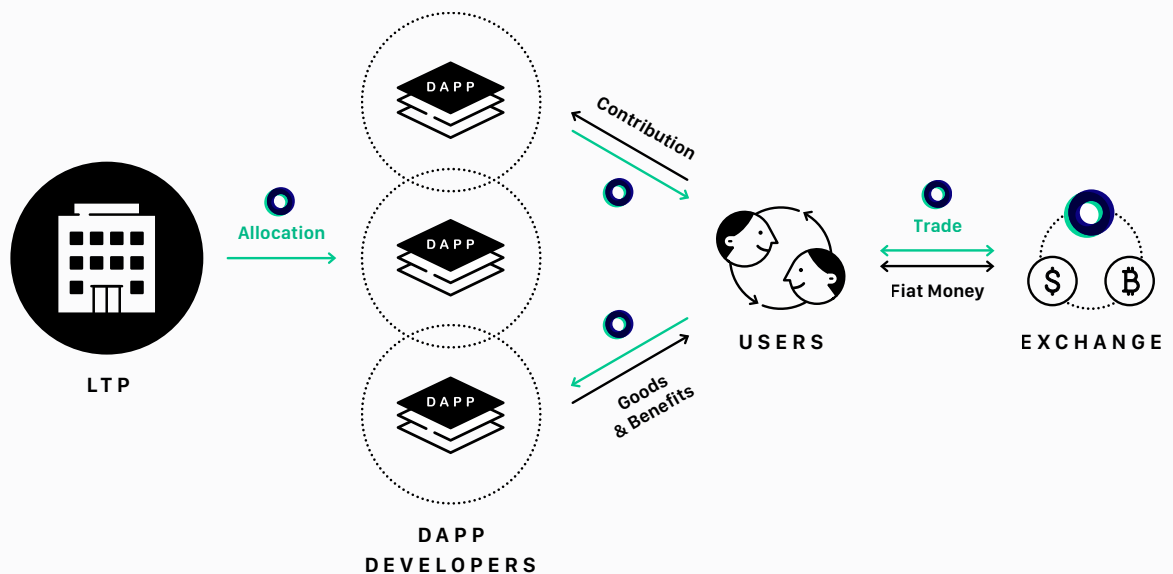 DAPP
Contribution
Allocation
DAPP
Trade
Fiat Money
$
₿
USERS
EXCHANGE
LTP
DAPP
Goods
& Benefits
DAPP
DEVELOPERS